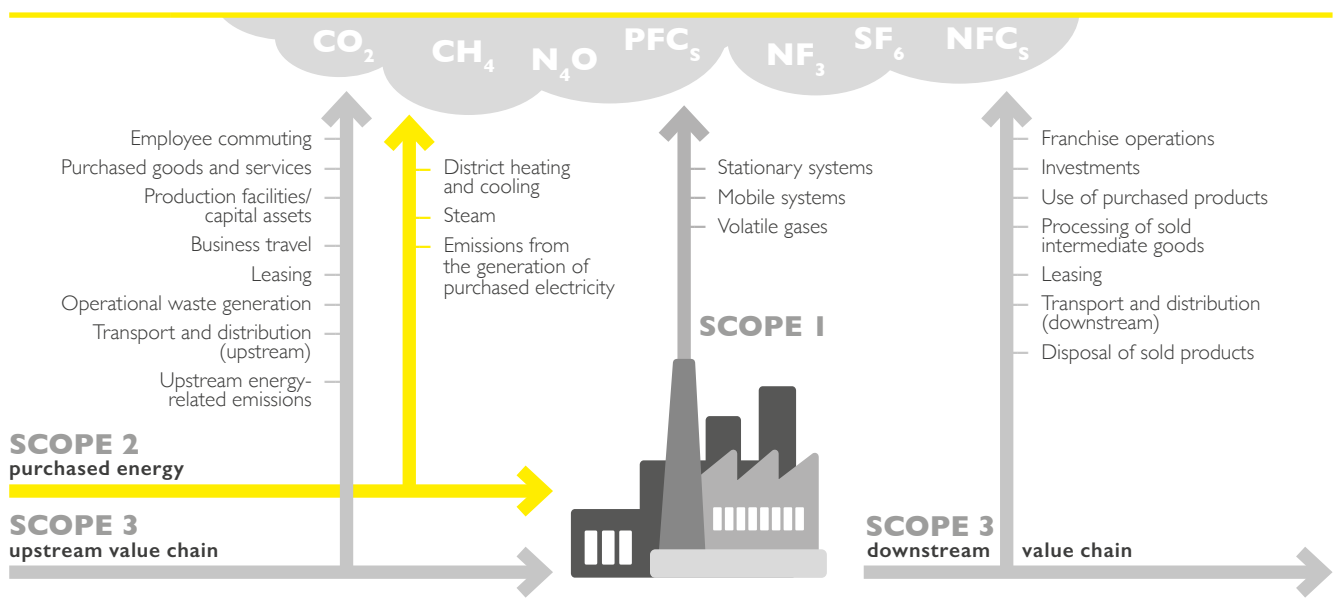 CO₂
CH₄
N₄O
PFCₛ
NF₃
SF₆
NFCₛ
Employee commuting
Purchased goods and services
Production facilities/
capital assets
Business travel
Leasing
Operational waste generation
Transport and distribution
(upstream)
Upstream energy-
related emissions
District heating
and cooling
Steam
Emissions from
the generation of
purchased electricity
Stationary systems
Mobile systems
Volatile gases
SCOPE 1
Franchise operations
Investments
Use of purchased products
Processing of sold
intermediate goods
Leasing
Transport and distribution
(downstream)
Disposal of sold products
SCOPE 2
purchased energy
SCOPE 3
upstream value chain
SCOPE 3
downstream value chain